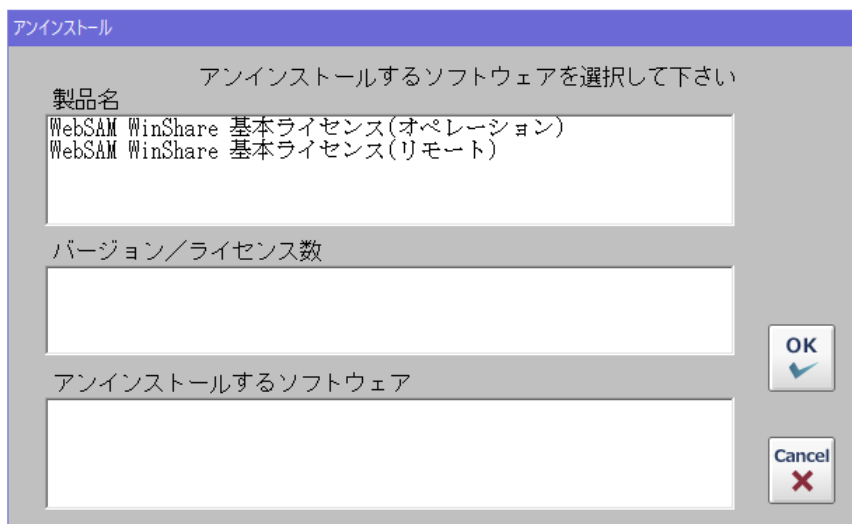 アンインストール
アンインストールするソフトウェアを選択して下さい
製品名
WebSAM WinShare 基本ライセンス(オペレーション)
WebSAM WinShare 基本ライセンス(リモート)
バージョン／ライセンス数
OK
アンインストールするソフトウェア
Cancel